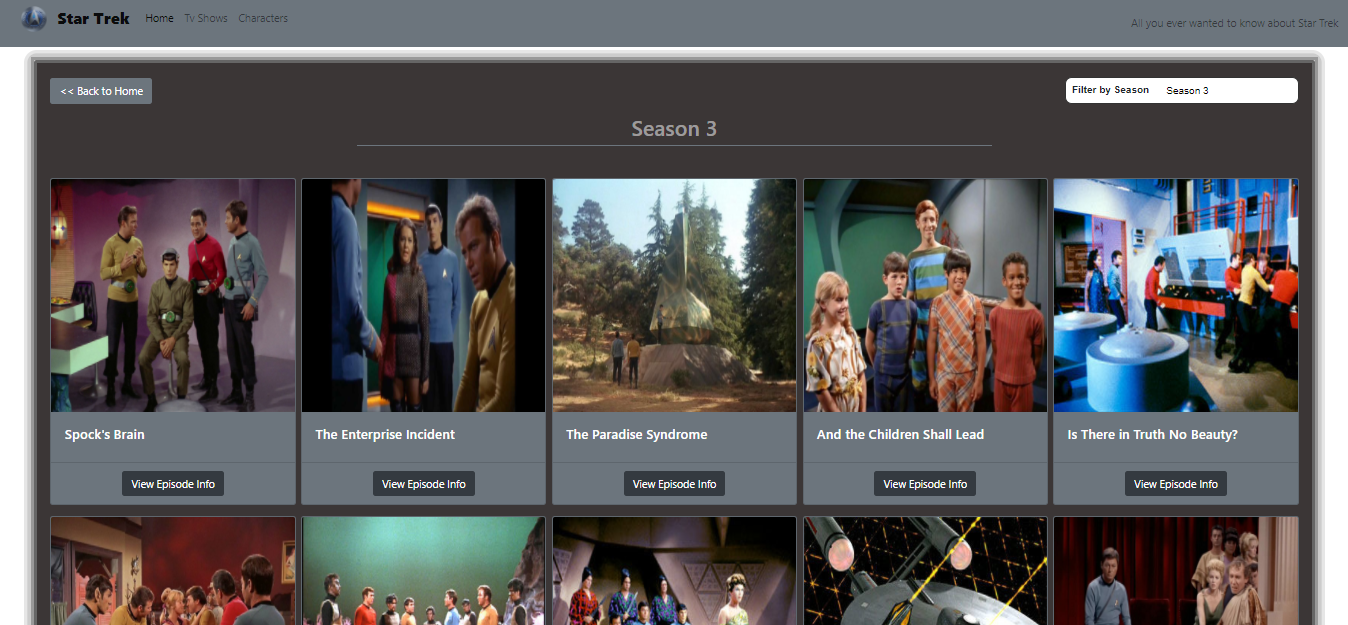 Star Trek
Home
Tv Shows
Characters
All you ever wanted to know about Star Trek
<< Back to Home
Filter by Season
Season 3
Season 3
Spock's Brain
The Enterprise Incident
The Paradise Syndrome
And the Children Shall Lead
Is There in Truth No Beauty?
View Episode Info
View Episode Info
View Episode Info
View Episode Info
View Episode Info